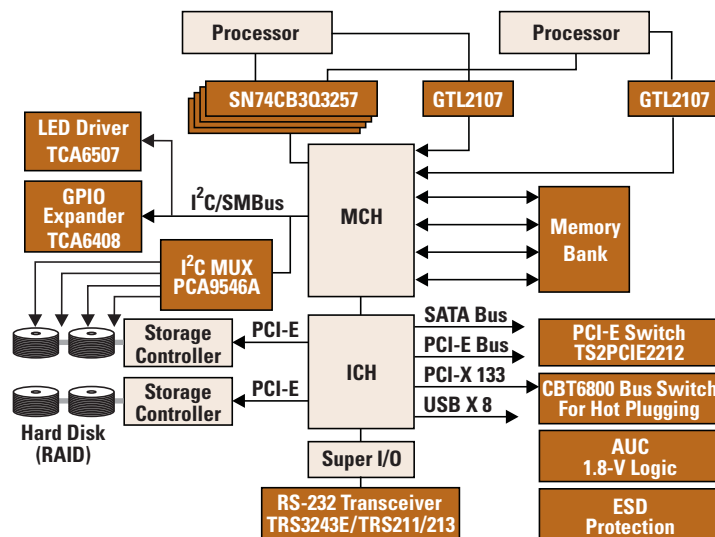 Processor
Processor
SN74CB3Q3257
GTL2107
GTL2107
LED Driver
TCA6507
GPIO
Expander
TCA6408
I²C/SMBus
MCH
Memory
Bank
I²C MUX
PCA9546A
Storage
Controller
PCI-E
ICH
SATA Bus
PCI-E Bus
PCI-X 133
USB X 8
PCI-E Switch
TS2PCIE2212
CBT6800 Bus Switch
For Hot Plugging
Storage
Controller
PCI-E
Hard Disk
(RAID)
Super I/O
AUC
1.8-V Logic
RS-232 Transceiver
TRS3243E/TRS211/213
ESD
Protection